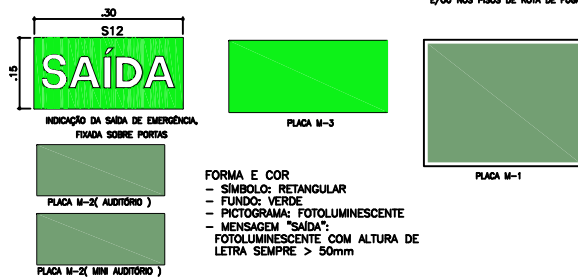 E/OU NOS PISOS DE ROTA DE FUGA
.30
S12
.15
SAÍDA
INDICAÇÃO DA SAÍDA DE EMERGÊNCIA,
FIXADA SOBRE PORTAS
PLACA M-3
PLACA M-1
PLACA M-2( AUDITÓRIO )
PLACA M-2( MINI AUDITÓRIO )
FORMA E COR
- SÍMBOLO: RETANGULAR
- FUNDO: VERDE
- PICTOGRAMA: FOTOLUMINESCENTE
- MENSAGEM "SAÍDA":
FOTOLUMINESCENTE COM ALTURA DE
LETRA SEMPRE > 50mm